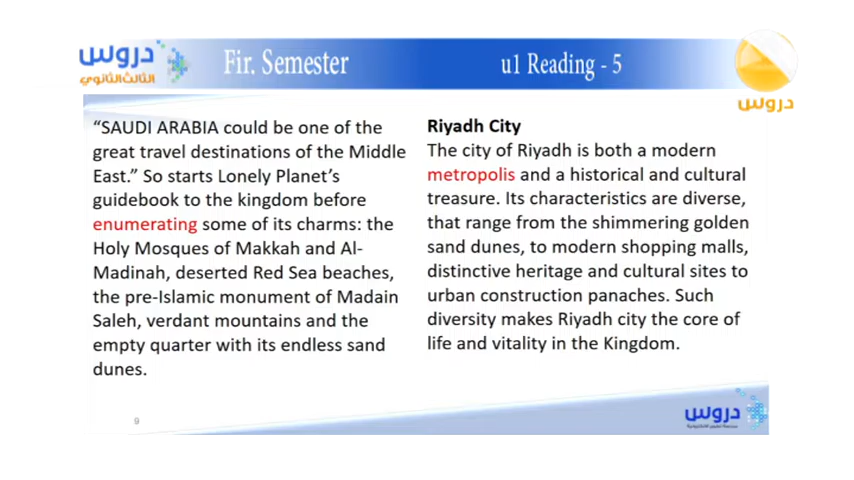 دروس
الثالث الثانوي
Fir. Semester
u1 Reading - 5
دروس
“SAUDI ARABIA could be one of the
great travel destinations of the Middle
East.” So starts Lonely Planet’s
guidebook to the kingdom before
enumerating some of its charms: the
Holy Mosques of Makkah and Al-
Madinah, deserted Red Sea beaches,
the pre-Islamic monument of Madain
Saleh, verdant mountains and the
empty quarter with its endless sand
dunes.
Riyadh City
The city of Riyadh is both a modern
metropolis and a historical and cultural
treasure. Its characteristics are diverse,
that range from the shimmering golden
sand dunes, to modern shopping malls,
distinctive heritage and cultural sites to
urban construction panaches. Such
diversity makes Riyadh city the core of
life and vitality in the Kingdom.
9
دروس